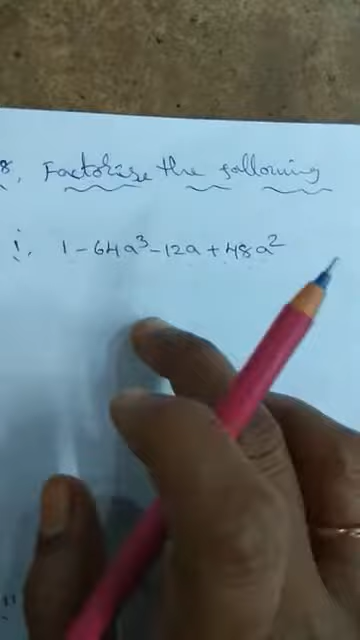 8. Factorise the following
i. 1 - 64a³ - 12a + 48a²